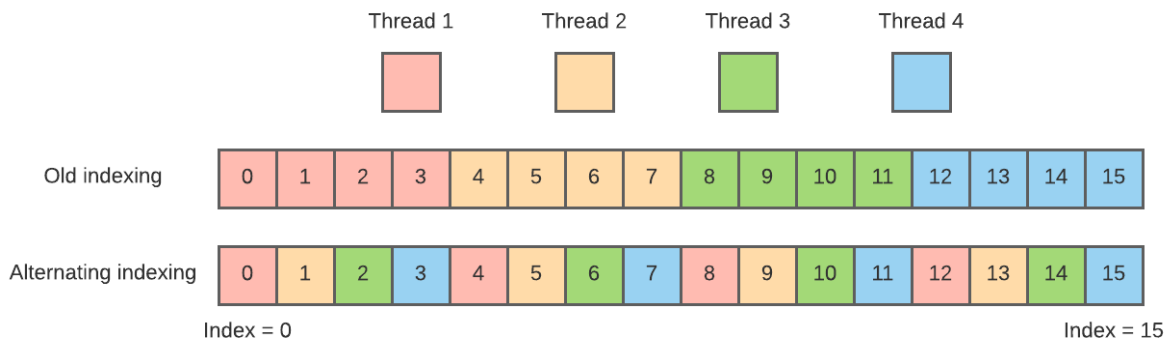 Thread 1 Thread 2 Thread 3 Thread 4
Old indexing 0 1 2 3 4 5 6 7 8 9 10 11 12 13 14 15
Alternating indexing 0 1 2 3 4 5 6 7 8 9 10 11 12 13 14 15
Index = 0 Index = 15